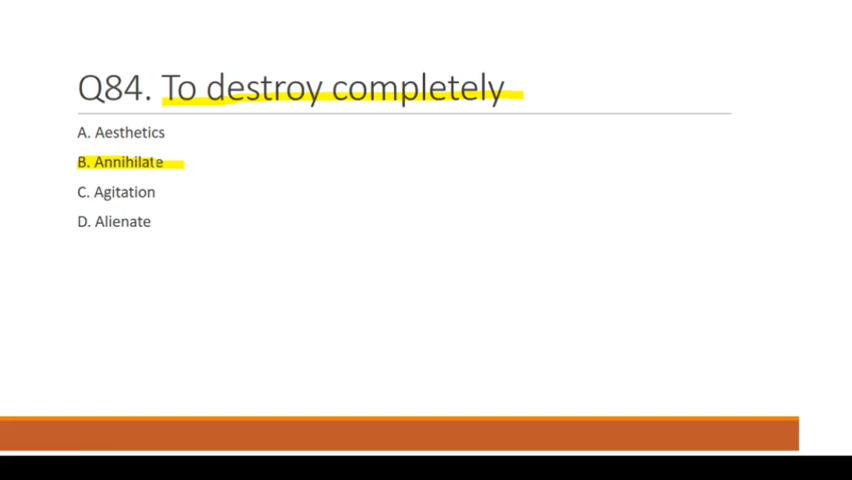 Q84. To destroy completely
A. Aesthetics
B. Annihilate
C. Agitation
D. Alienate